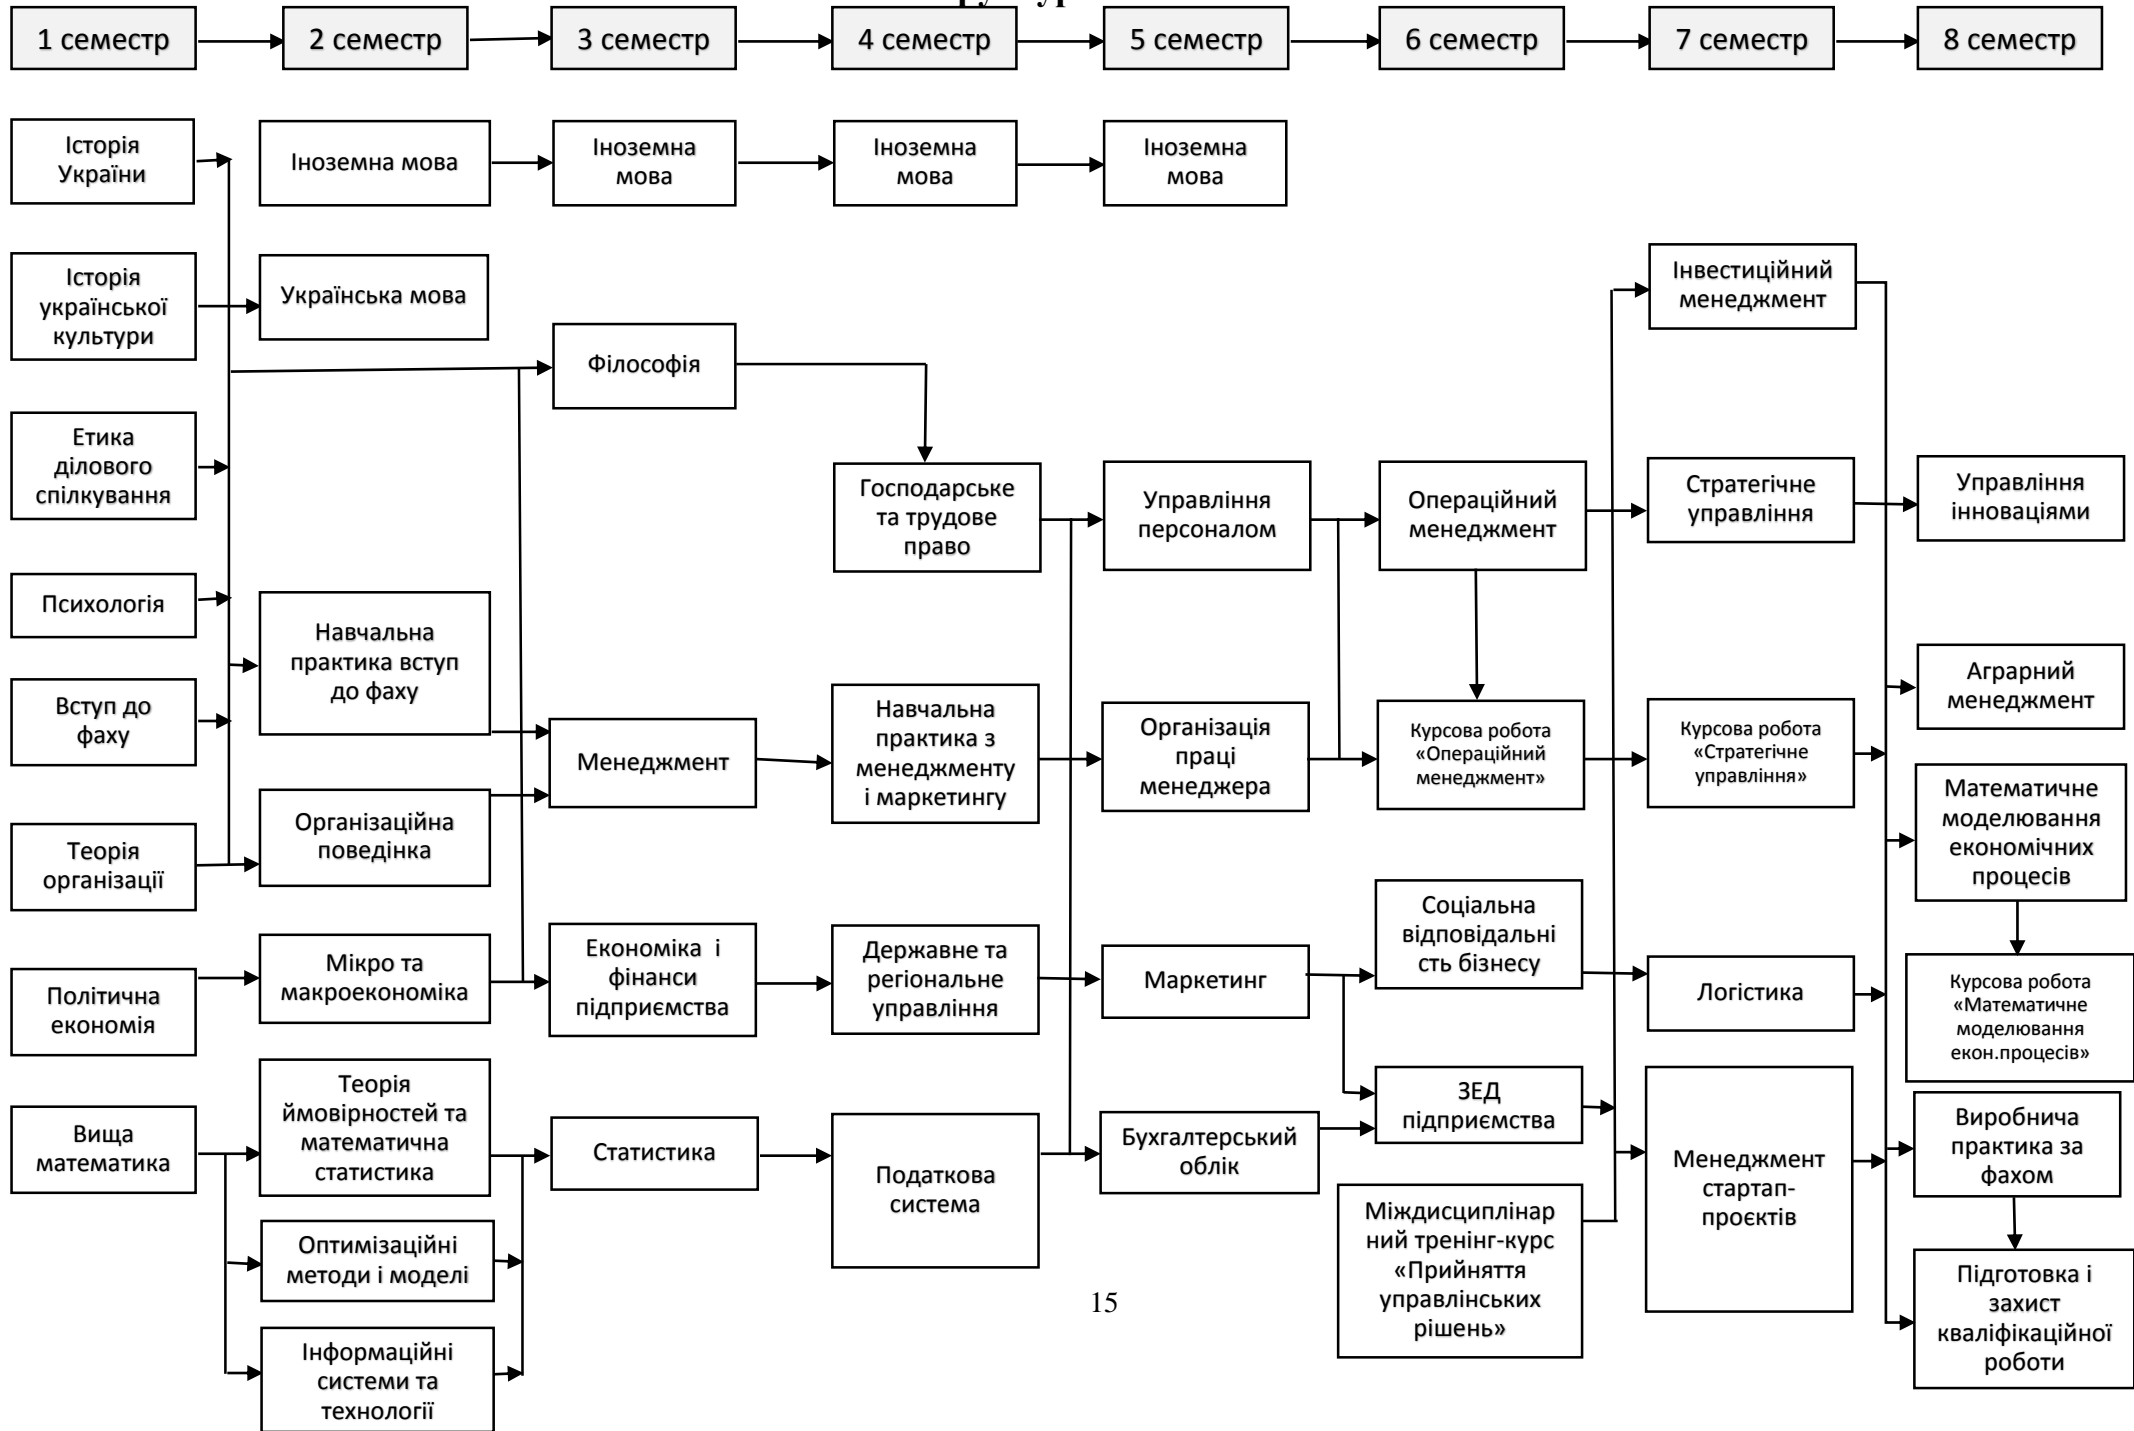 1 семестр
2 семестр
3 семестр
4 семестр
5 семестр
6 семестр
7 семестр
8 семестр
Історія
України
Іноземна мова
Іноземна
мова
Іноземна
мова
Іноземна
мова
Історія
української
культури
Українська мова
Філософія
Інвестиційний
менеджмент
Етика
ділового
спілкування
Господарське
та трудове
право
Управління
персоналом
Операційний
менеджмент
Стратегічне
управління
Управління
інноваціями
Психологія
Навчальна
практика вступ
до фаху
Вступ до
фаху
Менеджмент
Навчальна
практика з
менеджменту
і маркетингу
Організація
праці
менеджера
Курсова робота
«Операційний
менеджмент»
Курсова робота
«Стратегічне
управління»
Аграрний
менеджмент
Теорія
організації
Організаційна
поведінка
Математичне
моделювання
економічних
процесів
Політична
економія
Мікро та
макроекономіка
Економіка і
фінанси
підприємства
Державне та
регіональне
управління
Маркетинг
Соціальна
відповідальні
сть бізнесу
Логістика
Курсова робота
«Математичне
моделювання
екон.процесів»
Вища
математика
Теорія
ймовірностей та
математична
статистика
Статистика
Податкова
система
Бухгалтерський
облік
ЗЕД
підприємства
Менеджмент
стартап-
проєктів
Виробнича
практика за
фахом
Оптимізаційні
методи і моделі
Міждисциплінар
ний тренінг-курс
«Прийняття
управлінських
рішень»
Підготовка і
захист
кваліфікаційної
роботи
Інформаційні
системи та
технології
15